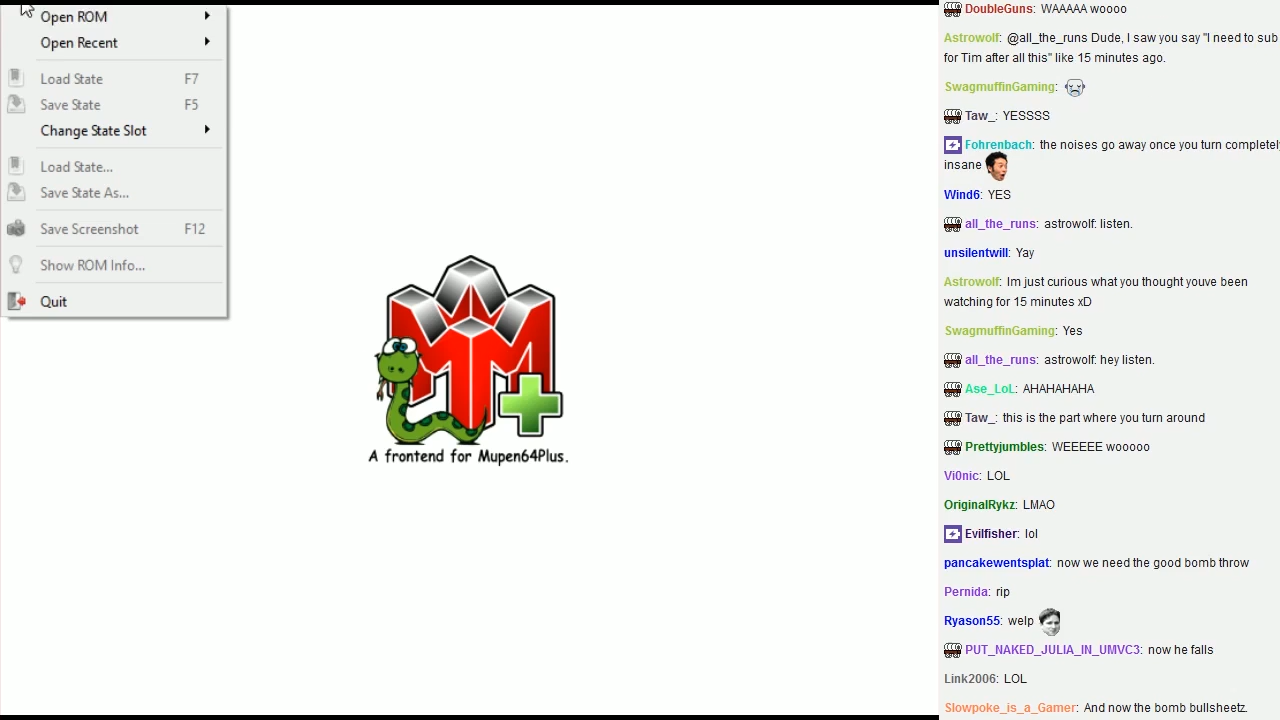 Open ROM
Open Recent
Load State F7
Save State F5
Change State Slot
Load State...
Save State As...
Save Screenshot F12
Show ROM Info...
Quit
A frontend for Mupen64Plus.
DoubleGuns: WAAAAA woooo
Astrowolf: @all_the_runs Dude, I saw you say "I need to sub
for Tim after all this" like 15 minutes ago.
SwagmuffinGaming:
Taw_: YESSSS
Fohrenbach: the noises go away once you turn completely
insane
Wind6: YES
all_the_runs: astrowolf: listen.
unsilentwill: Yay
Astrowolf: Im just curious what you thought youve been
watching for 15 minutes xD
SwagmuffinGaming: Yes
all_the_runs: astrowolf: hey listen.
Ase_LoL: AHAHAHAHA
Taw_: this is the part where you turn around
Prettyjumbles: WEEEEE wooooo
Vi0nic: LOL
OriginalRykz: LMAO
Evilfisher: lol
pancakewentsplat: now we need the good bomb throw
Pernida: rip
Ryason55: welp
PUT_NAKED_JULIA_IN_UMVC3: now he falls
Link2006: LOL
Slowpoke_is_a_Gamer: And now the bomb bullsheetz.